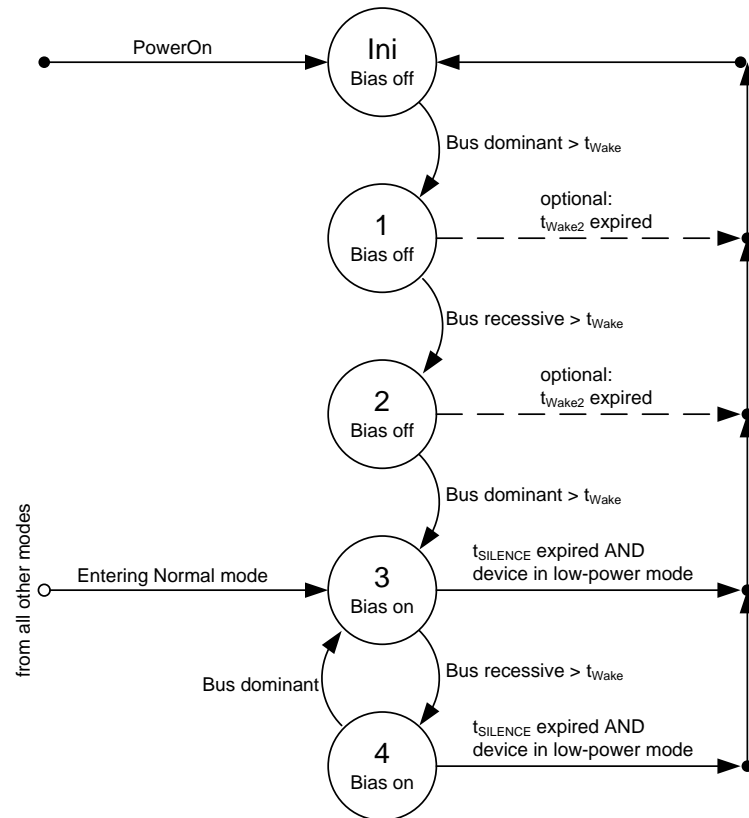 PowerOn
Ini
Bias off
Bus dominant > tWake
1
Bias off
optional:
tWake2 expired
Bus recessive > tWake
2
Bias off
optional:
tWake2 expired
Bus dominant > tWake
from all other modes
Entering Normal mode
3
Bias on
tSILENCE expired AND
device in low-power mode
Bus dominant
Bus recessive > tWake
4
Bias on
tSILENCE expired AND
device in low-power mode